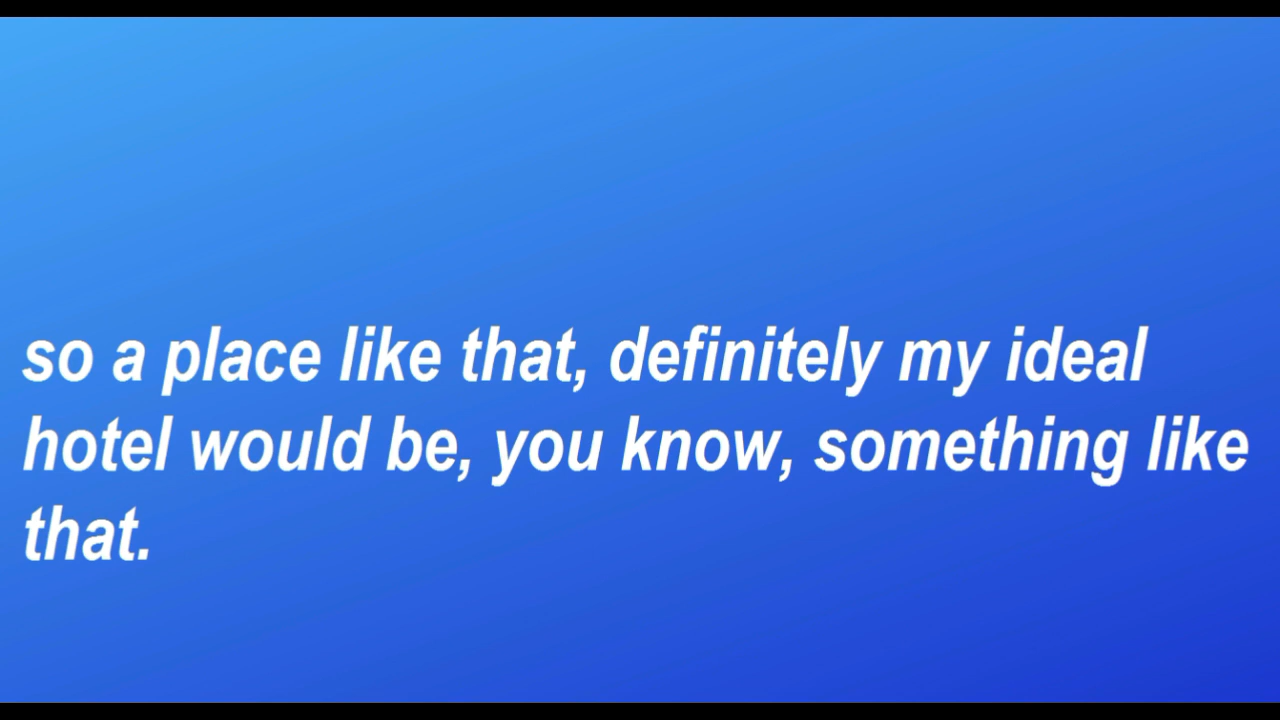 so a place like that, definitely my ideal
hotel would be, you know, something like
that.